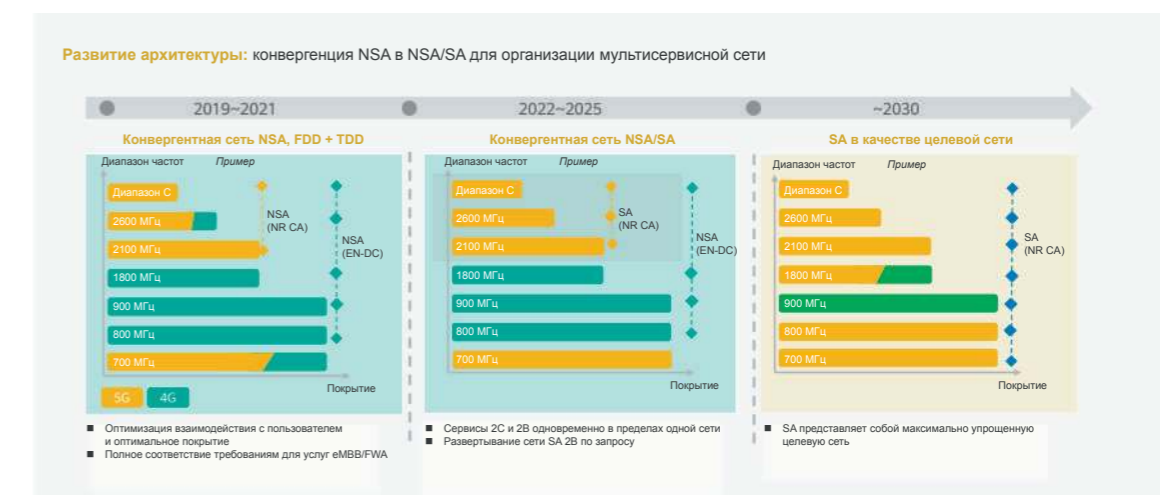 Развитие архитектуры: конвергенция NSA в NSA/SA для организации мультисервисной сети
2019~2021
2022~2025
~2030
Конвергентная сеть NSA, FDD + TDD
Диапазон частот
Пример
Диапазон С
2600 МГц
2100 МГц
1800 МГц
900 МГц
800 МГц
700 МГц
NSA
(NR CA)
NSA
(EN-DC)
Покрытие
5G
4G
Оптимизация взаимодействия с пользователем
и оптимальное покрытие
Полное соответствие требованиям для услуг eMBB/FWA
Конвергентная сеть NSA/SA
Диапазон частот
Пример
Диапазон С
2600 МГц
2100 МГц
1800 МГц
900 МГц
800 МГц
700 МГц
SA
(NR CA)
NSA
(EN-DC)
Покрытие
Сервисы 2C и 2B одновременно в пределах одной сети
Развертывание сети SA 2B по запросу
SA в качестве целевой сети
Диапазон частот
Пример
Диапазон С
2600 МГц
2100 МГц
1800 МГц
900 МГц
800 МГц
700 МГц
SA
(NR CA)
Покрытие
SA представляет собой максимально упрощенную
целевую сеть